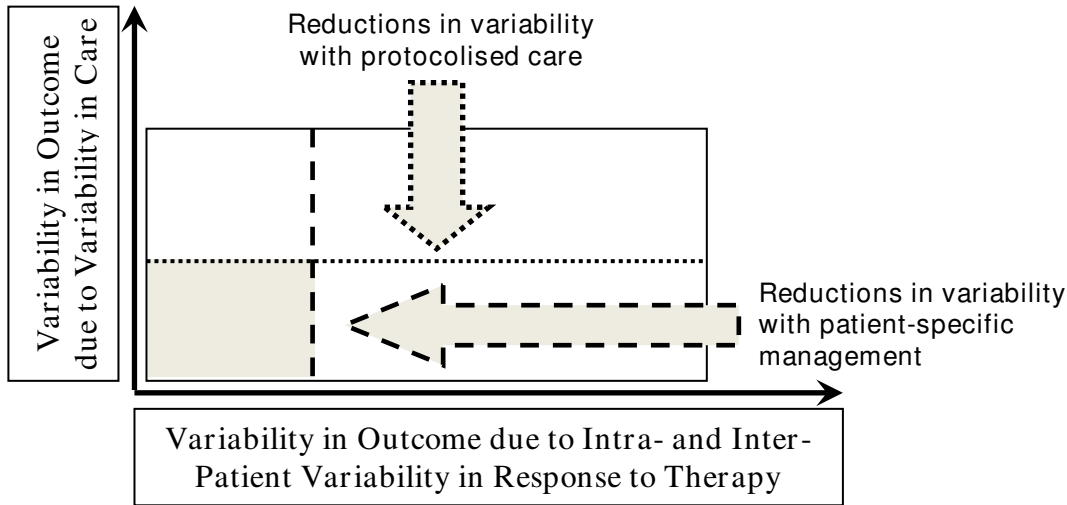 Reductions in variability
with protocolised care
Variability in Outcome
due to Variability in Care
Reductions in variability
with patient-specific
management
Variability in Outcome due to Intra- and Inter-
Patient Variability in Response to Therapy